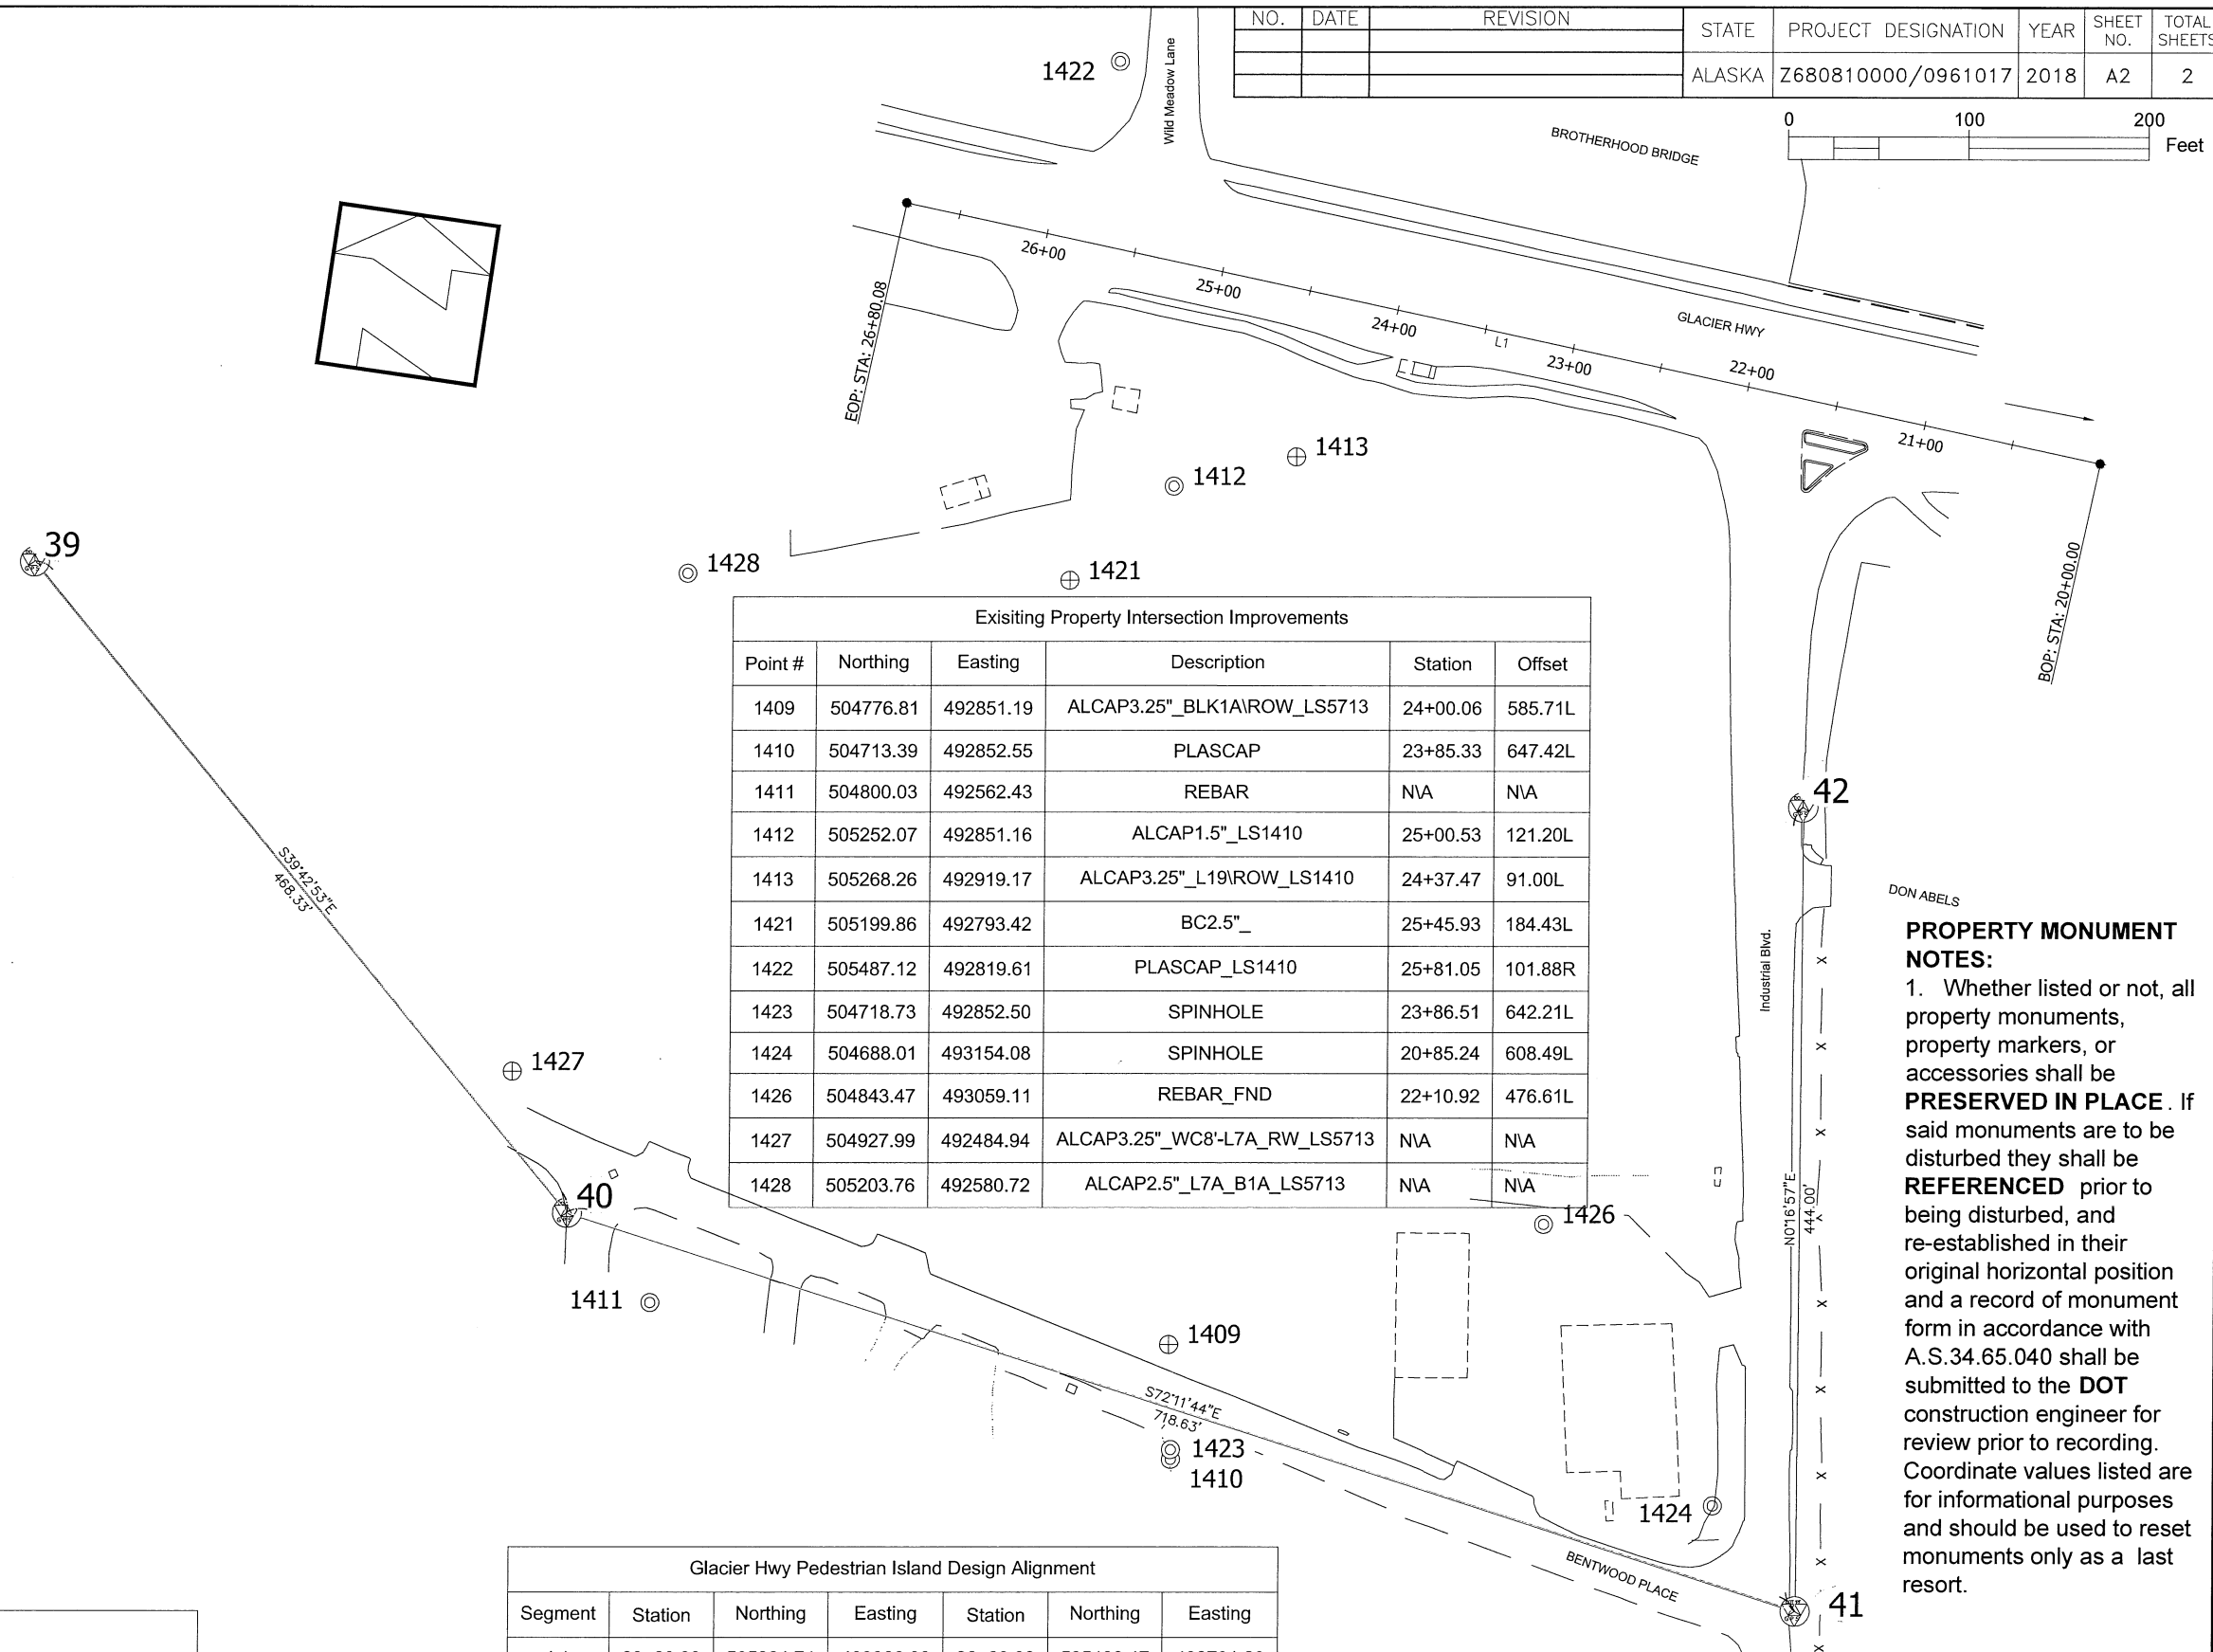 NO. DATE REVISION
STATE PROJECT DESIGNATION YEAR SHEET NO. TOTAL SHEETS
ALASKA Z680810000/0961017 2018 A2 2
0 100 200
Feet
1422
Wild Meadow Lane
BROTHERHOOD BRIDGE
26+00
25+00
24+00
L1
23+00
22+00
21+00
GLACIER HWY
EOP: STA: 26+80.08
BOP: STA: 20+00.00
1413
1412
39
1428
1421
Exisiting Property Intersection Improvements
Point # Northing Easting Description Station Offset
1409 504776.81 492851.19 ALCAP3.25"_BLK1A\ROW_LS5713 24+00.06 585.71L
1410 504713.39 492852.55 PLASCAP 23+85.33 647.42L
1411 504800.03 492562.43 REBAR N\A N\A
1412 505252.07 492851.16 ALCAP1.5"_LS1410 25+00.53 121.20L
1413 505268.26 492919.17 ALCAP3.25"_L19\ROW_LS1410 24+37.47 91.00L
1421 505199.86 492793.42 BC2.5"_ 25+45.93 184.43L
1422 505487.12 492819.61 PLASCAP_LS1410 25+81.05 101.88R
1423 504718.73 492852.50 SPINHOLE 23+86.51 642.21L
1424 504688.01 493154.08 SPINHOLE 20+85.24 608.49L
1426 504843.47 493059.11 REBAR_FND 22+10.92 476.61L
1427 504927.99 492484.94 ALCAP3.25"_WC8'-L7A_RW_LS5713 N\A N\A
1428 505203.76 492580.72 ALCAP2.5"_L7A_B1A_LS5713 N\A N\A
42
S39°42'53"E
468.33'
DON ABELS
Industrial Blvd.
PROPERTY MONUMENT
NOTES:
1. Whether listed or not, all
property monuments,
property markers, or
accessories shall be
PRESERVED IN PLACE. If
said monuments are to be
disturbed they shall be
REFERENCED prior to
being disturbed, and
re-established in their
original horizontal position
and a record of monument
form in accordance with
A.S.34.65.040 shall be
submitted to the DOT
construction engineer for
review prior to recording.
Coordinate values listed are
for informational purposes
and should be used to reset
monuments only as a last
resort.
1427
40
1426
N0°16'57"E
444.00'
1411
1409
S72°11'44"E
718.63'
1423
1410
1424
BENTWOOD PLACE
41
Glacier Hwy Pedestrian Island Design Alignment
Segment Station Northing Easting Station Northing Easting